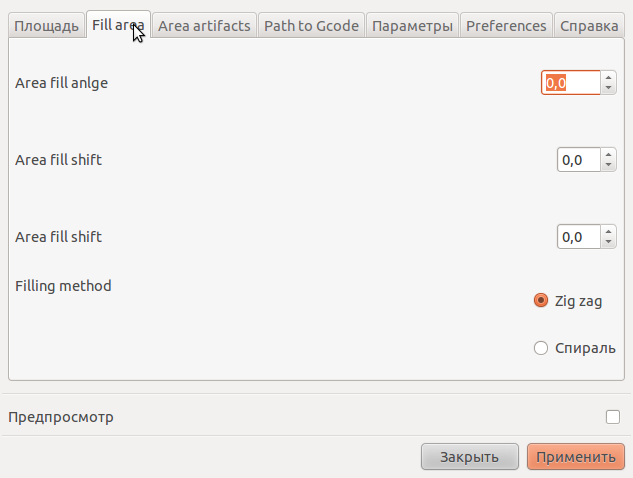 Площадь Fill area Area artifacts Path to Gcode Параметры Preferences Справка
Area fill anlge 0,0
Area fill shift 0,0
Area fill shift 0,0
Filling method
Zig zag
Спираль
Предпросмотр
Закрыть Применить